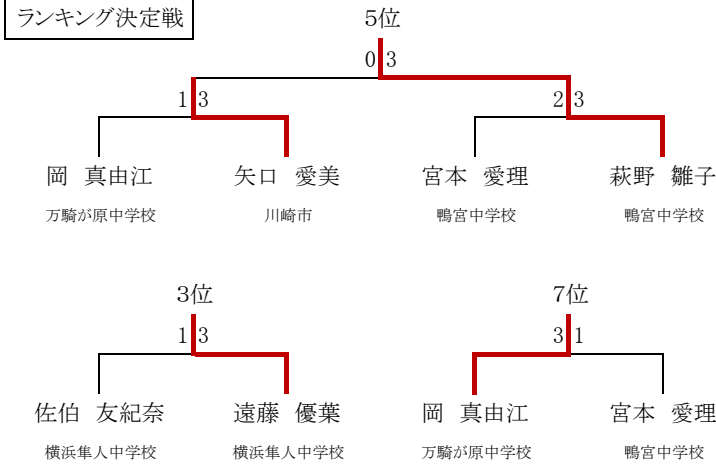 ランキング決定戦
5位
0 3
1 3
2 3
岡 真由江
矢口 愛美
宮本 愛理
萩野 雛子
万騎が原中学校
川崎市
鴨宮中学校
鴨宮中学校
3位
7位
1 3
3 1
佐伯 友紀奈
遠藤 優葉
岡 真由江
宮本 愛理
横浜隼人中学校
横浜隼人中学校
万騎が原中学校
鴨宮中学校